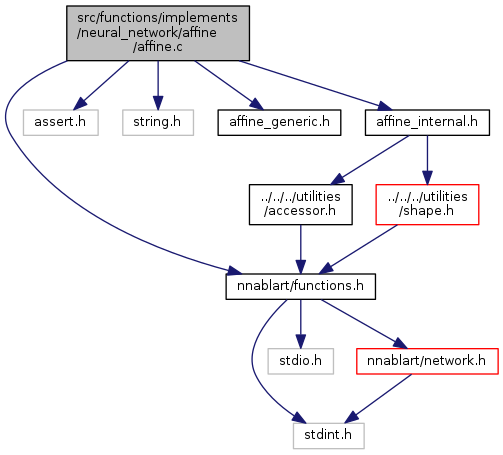 src/functions/implements
/neural_network/affine
/affine.c
assert.h
string.h
affine_generic.h
affine_internal.h
../../../utilities
/accessor.h
../../../utilities
/shape.h
nnablart/functions.h
stdio.h
nnablart/network.h
stdint.h